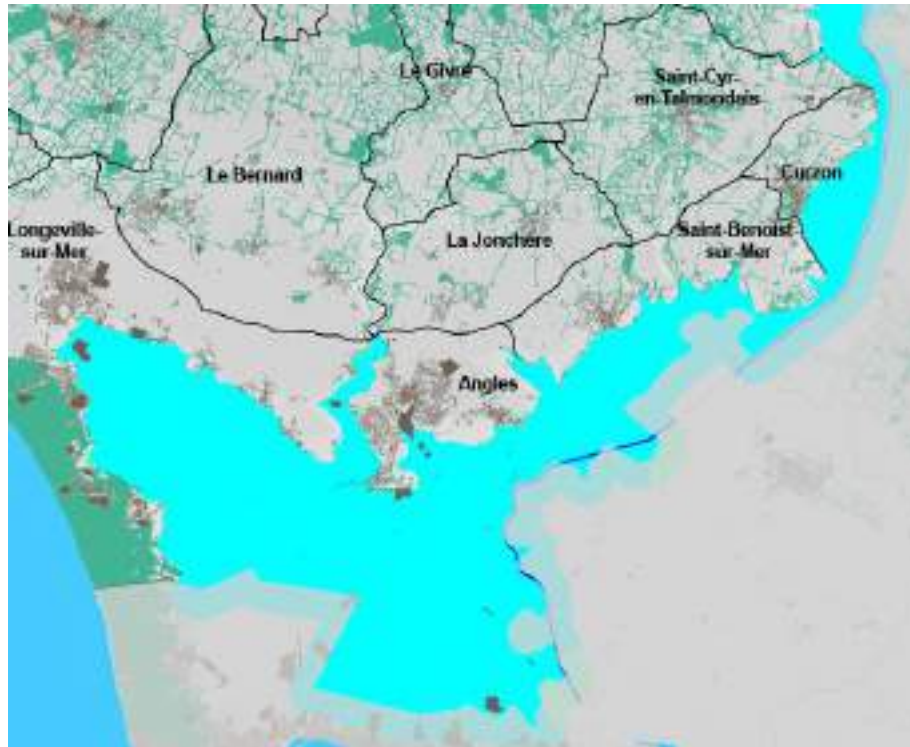 Le Givre
Saint-Cyr-
en-Talmondais
Le Bernard
Curzon
Longeville-
sur-Mer
La Jonchère
Saint-Benoist-
sur-Mer
Angles